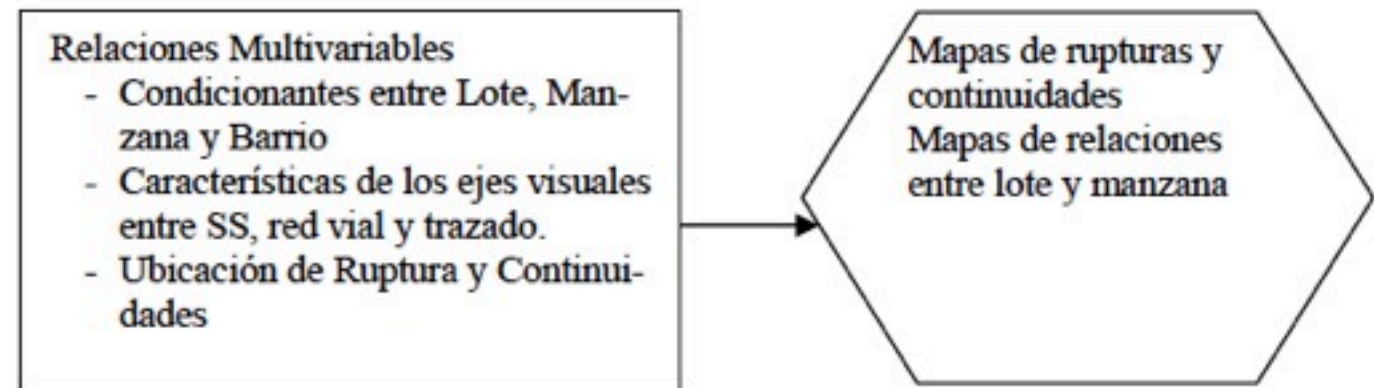 Relaciones Multivariables
- Condicionantes entre Lote, Man-
zana y Barrio
- Características de los ejes visuales
entre SS, red vial y trazado.
- Ubicación de Ruptura y Continui-
dades
Mapas de rupturas y
continuidades
Mapas de relaciones
entre lote y manzana